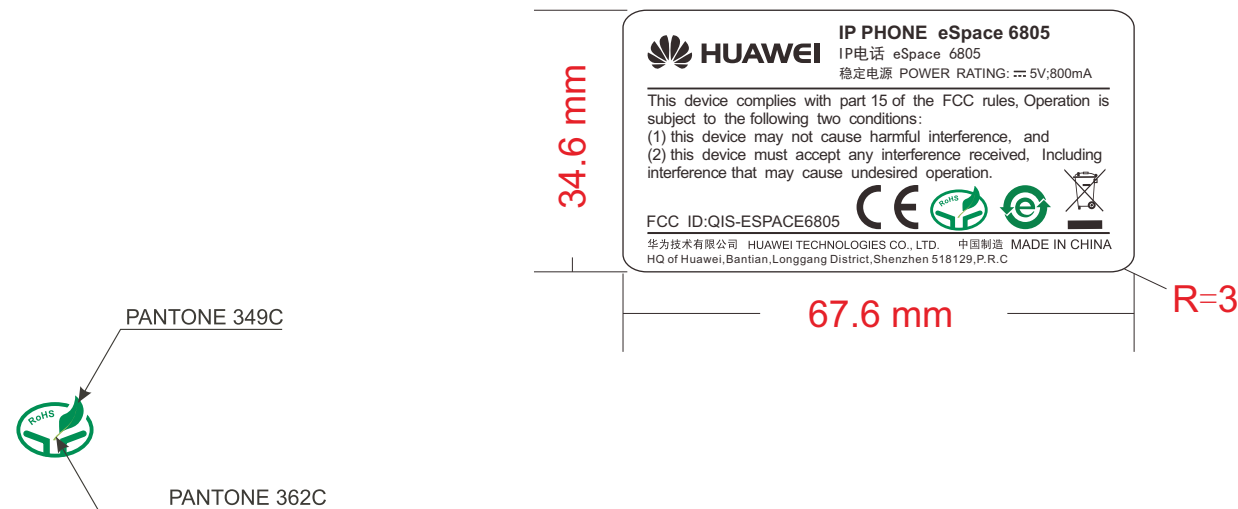 HUAWEI
IP PHONE eSpace 6805
IP电话 eSpace 6805
稳定电源 POWER RATING: ⎓ 5V;800mA
This device complies with part 15 of the FCC rules, Operation is
subject to the following two conditions:
(1) this device may not cause harmful interference, and
(2) this device must accept any interference received, Including
interference that may cause undesired operation.
FCC ID:QIS-ESPACE6805 CE RoHS e
华为技术有限公司 HUAWEI TECHNOLOGIES CO., LTD. 中国制造 MADE IN CHINA
HQ of Huawei,Bantian,Longgang District,Shenzhen 518129,P.R.C
34.6 mm
67.6 mm
R=3
PANTONE 349C
RoHS
PANTONE 362C